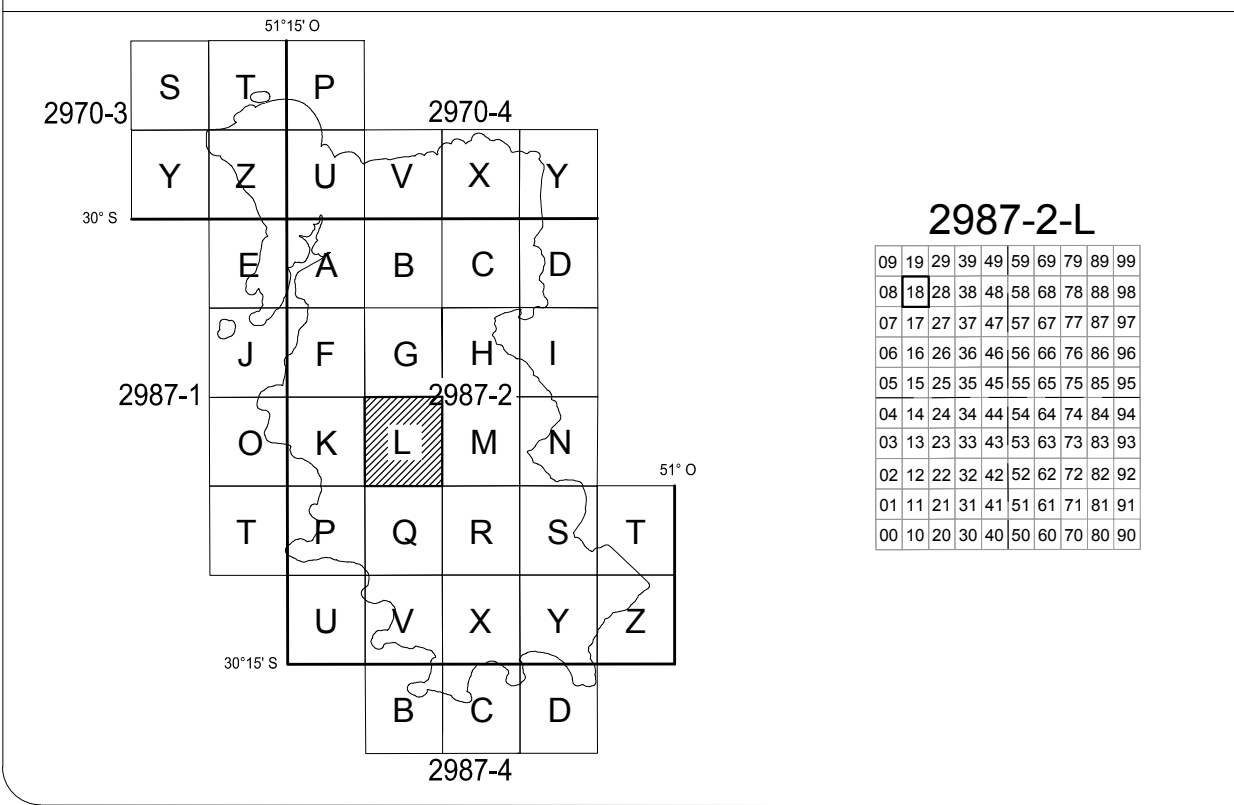 51°15' O
S T P
2970-3 2970-4
Y Z U V X Y
30° S
E A B C D
J F G H I
2987-1 2987-2
O K L M N
51° O
T P Q R S T
U V X Y Z
30°15' S
B C D
2987-4
2987-2-L
09 19 29 39 49 59 69 79 89 99
08 18 28 38 48 58 68 78 88 98
07 17 27 37 47 57 67 77 87 97
06 16 26 36 46 56 66 76 86 96
05 15 25 35 45 55 65 75 85 95
04 14 24 34 44 54 64 74 84 94
03 13 23 33 43 53 63 73 83 93
02 12 22 32 42 52 62 72 82 92
01 11 21 31 41 51 61 71 81 91
00 10 20 30 40 50 60 70 80 90